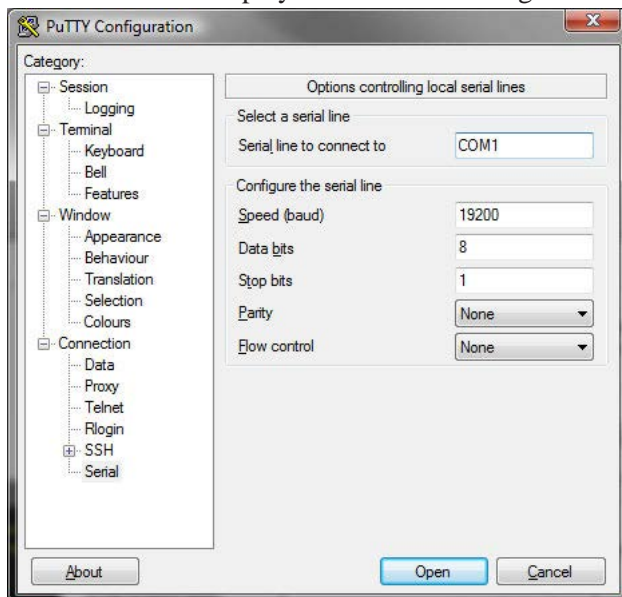 PuTTY Configuration
Category:
Session
Logging
Terminal
Keyboard
Bell
Features
Window
Appearance
Behaviour
Translation
Selection
Colours
Connection
Data
Proxy
Telnet
Rlogin
SSH
Serial
Options controlling local serial lines
Select a serial line
Serial line to connect to COM1
Configure the serial line
Speed (baud) 19200
Data bits 8
Stop bits 1
Parity None
Flow control None
About Open Cancel